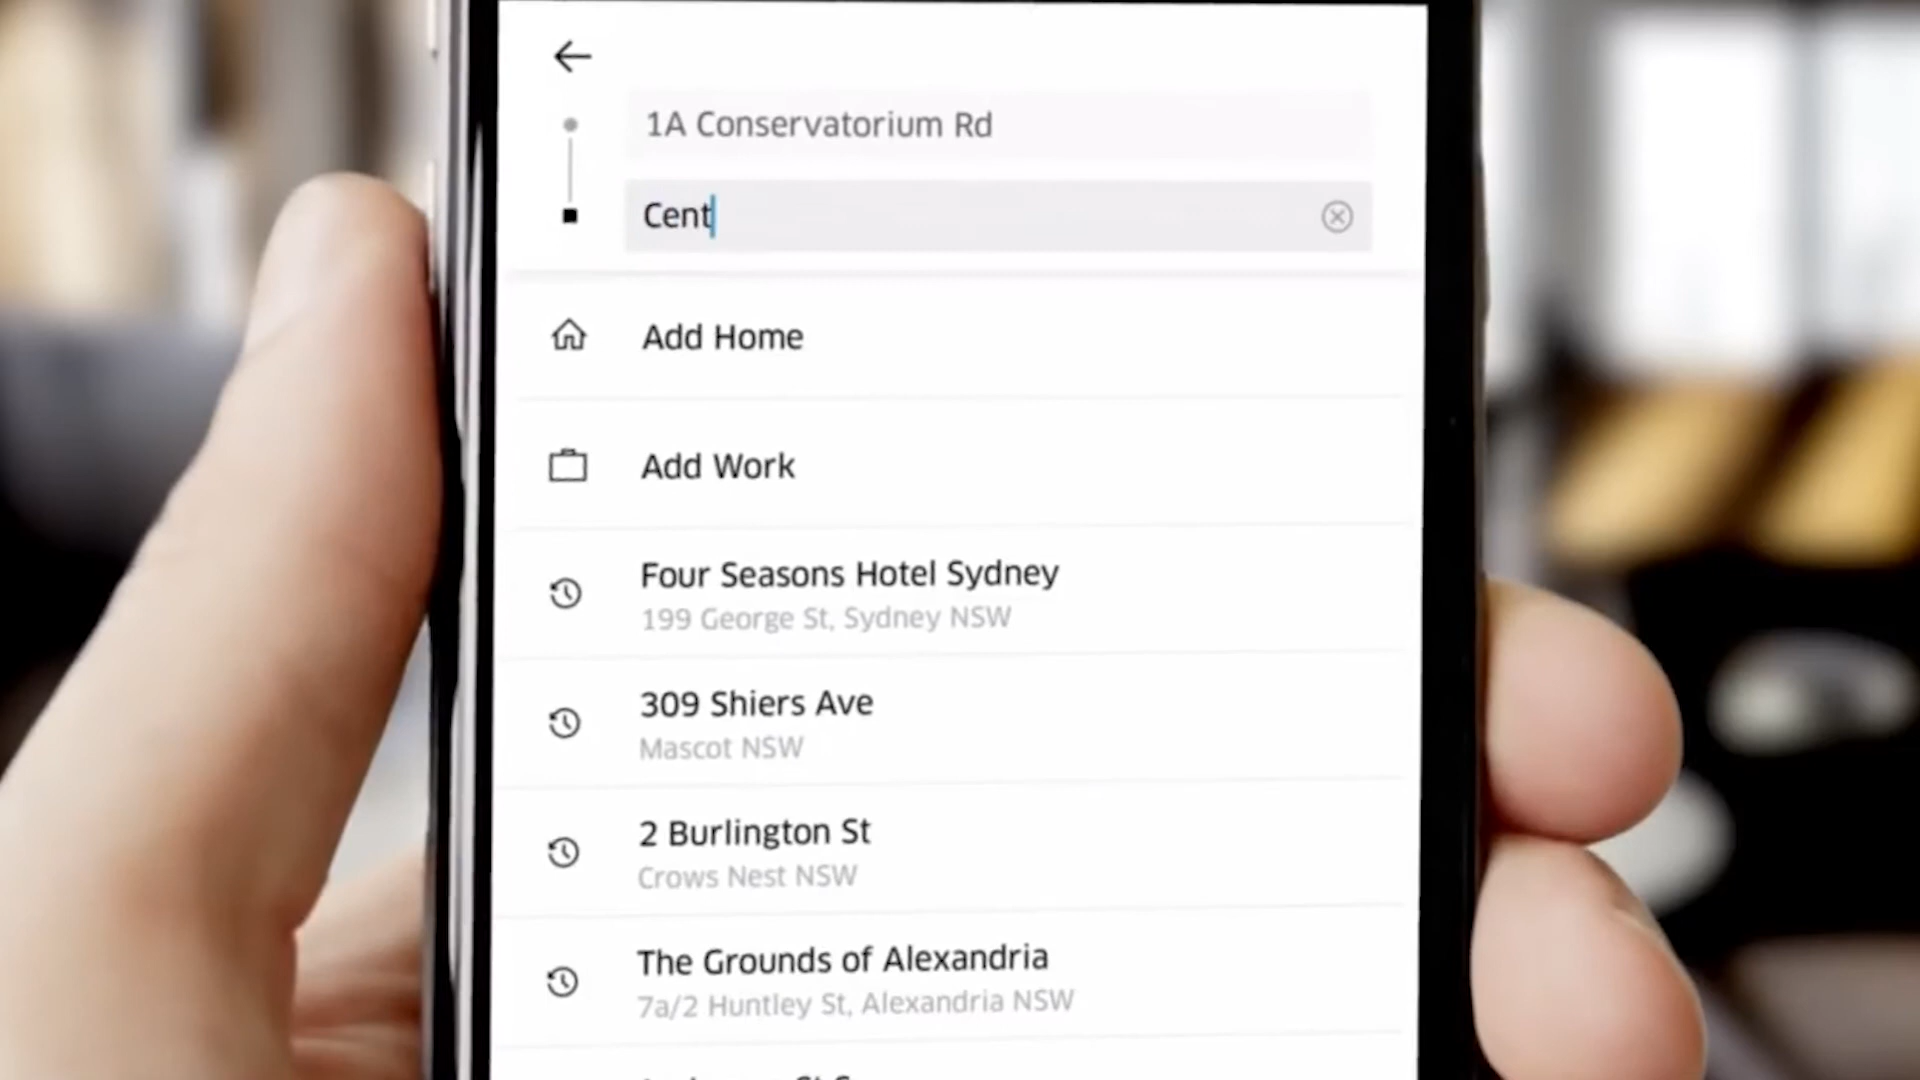 1A Conservatorium Rd
Cent
Add Home
Add Work
Four Seasons Hotel Sydney
199 George St, Sydney NSW
309 Shiers Ave
Mascot NSW
2 Burlington St
Crows Nest NSW
The Grounds of Alexandria
7a/2 Huntley St, Alexandria NSW